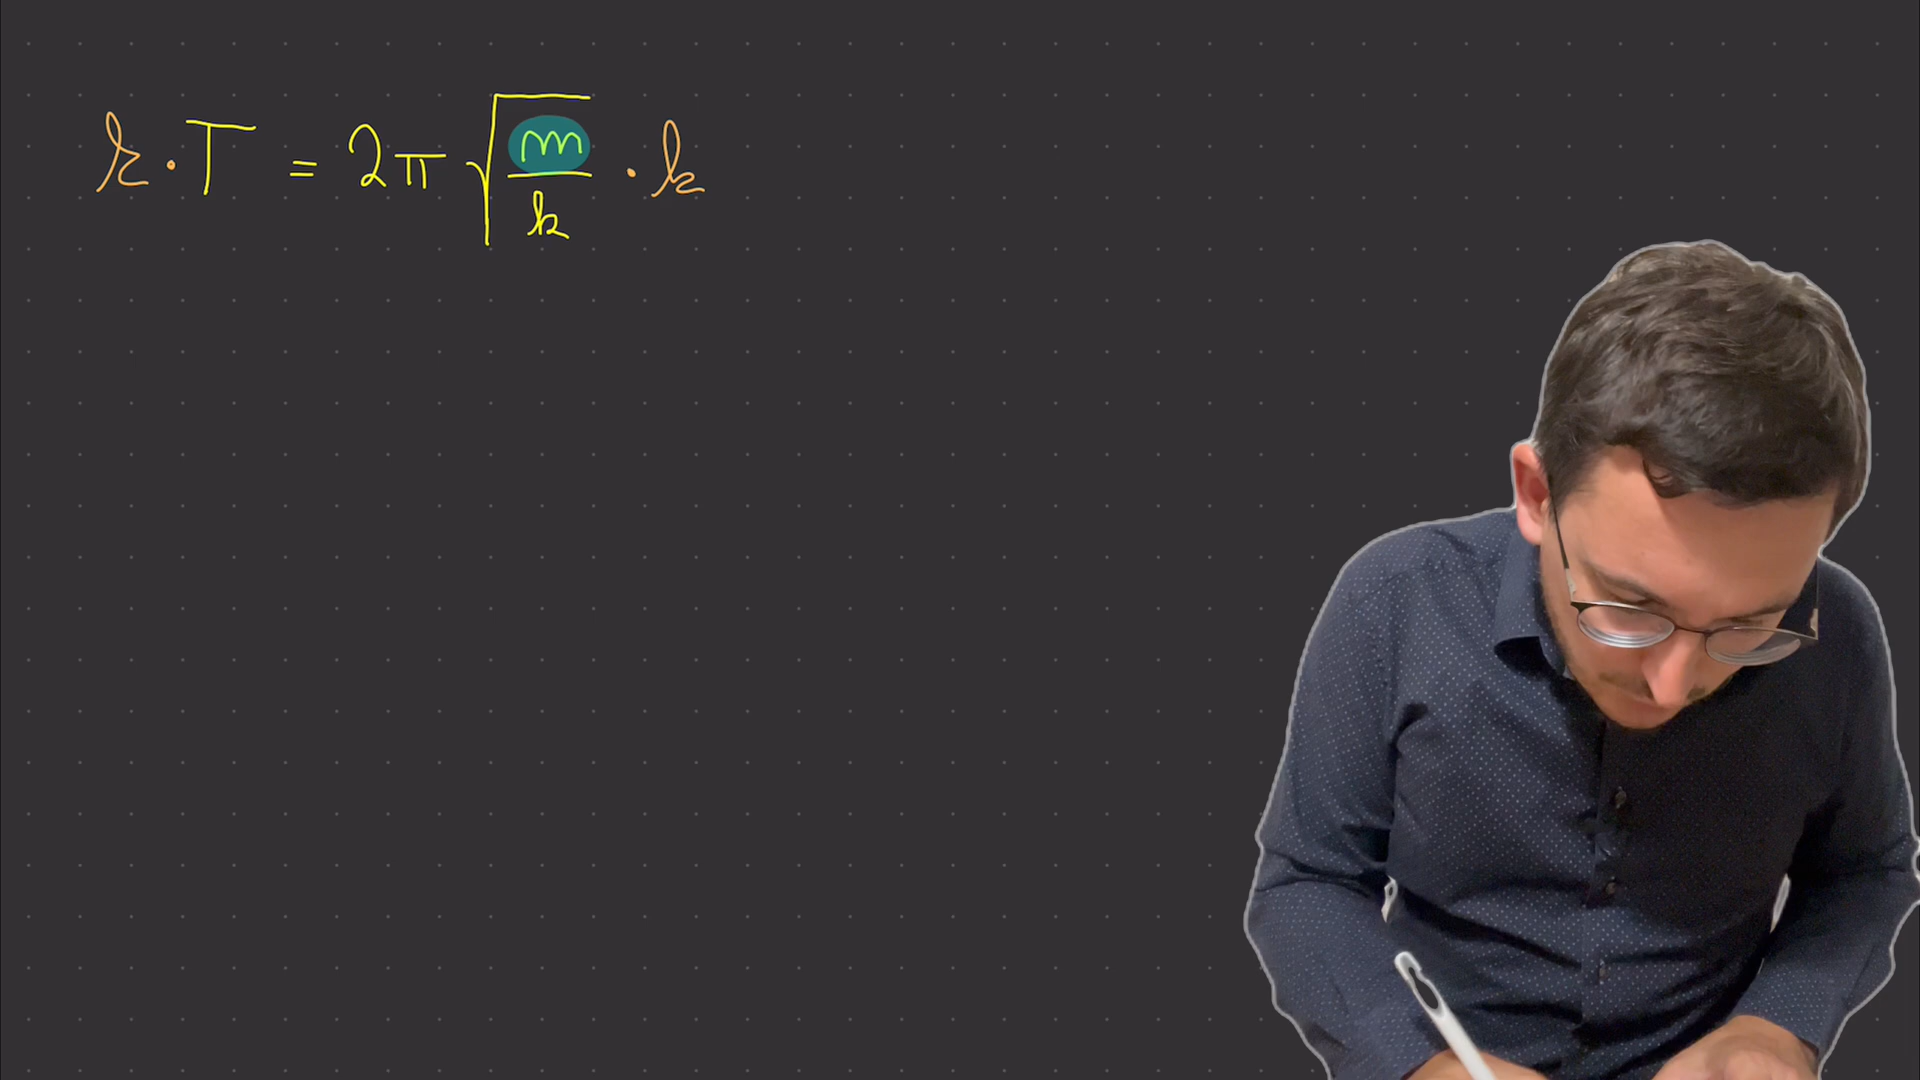 k · T = 2π √(m/k) · k